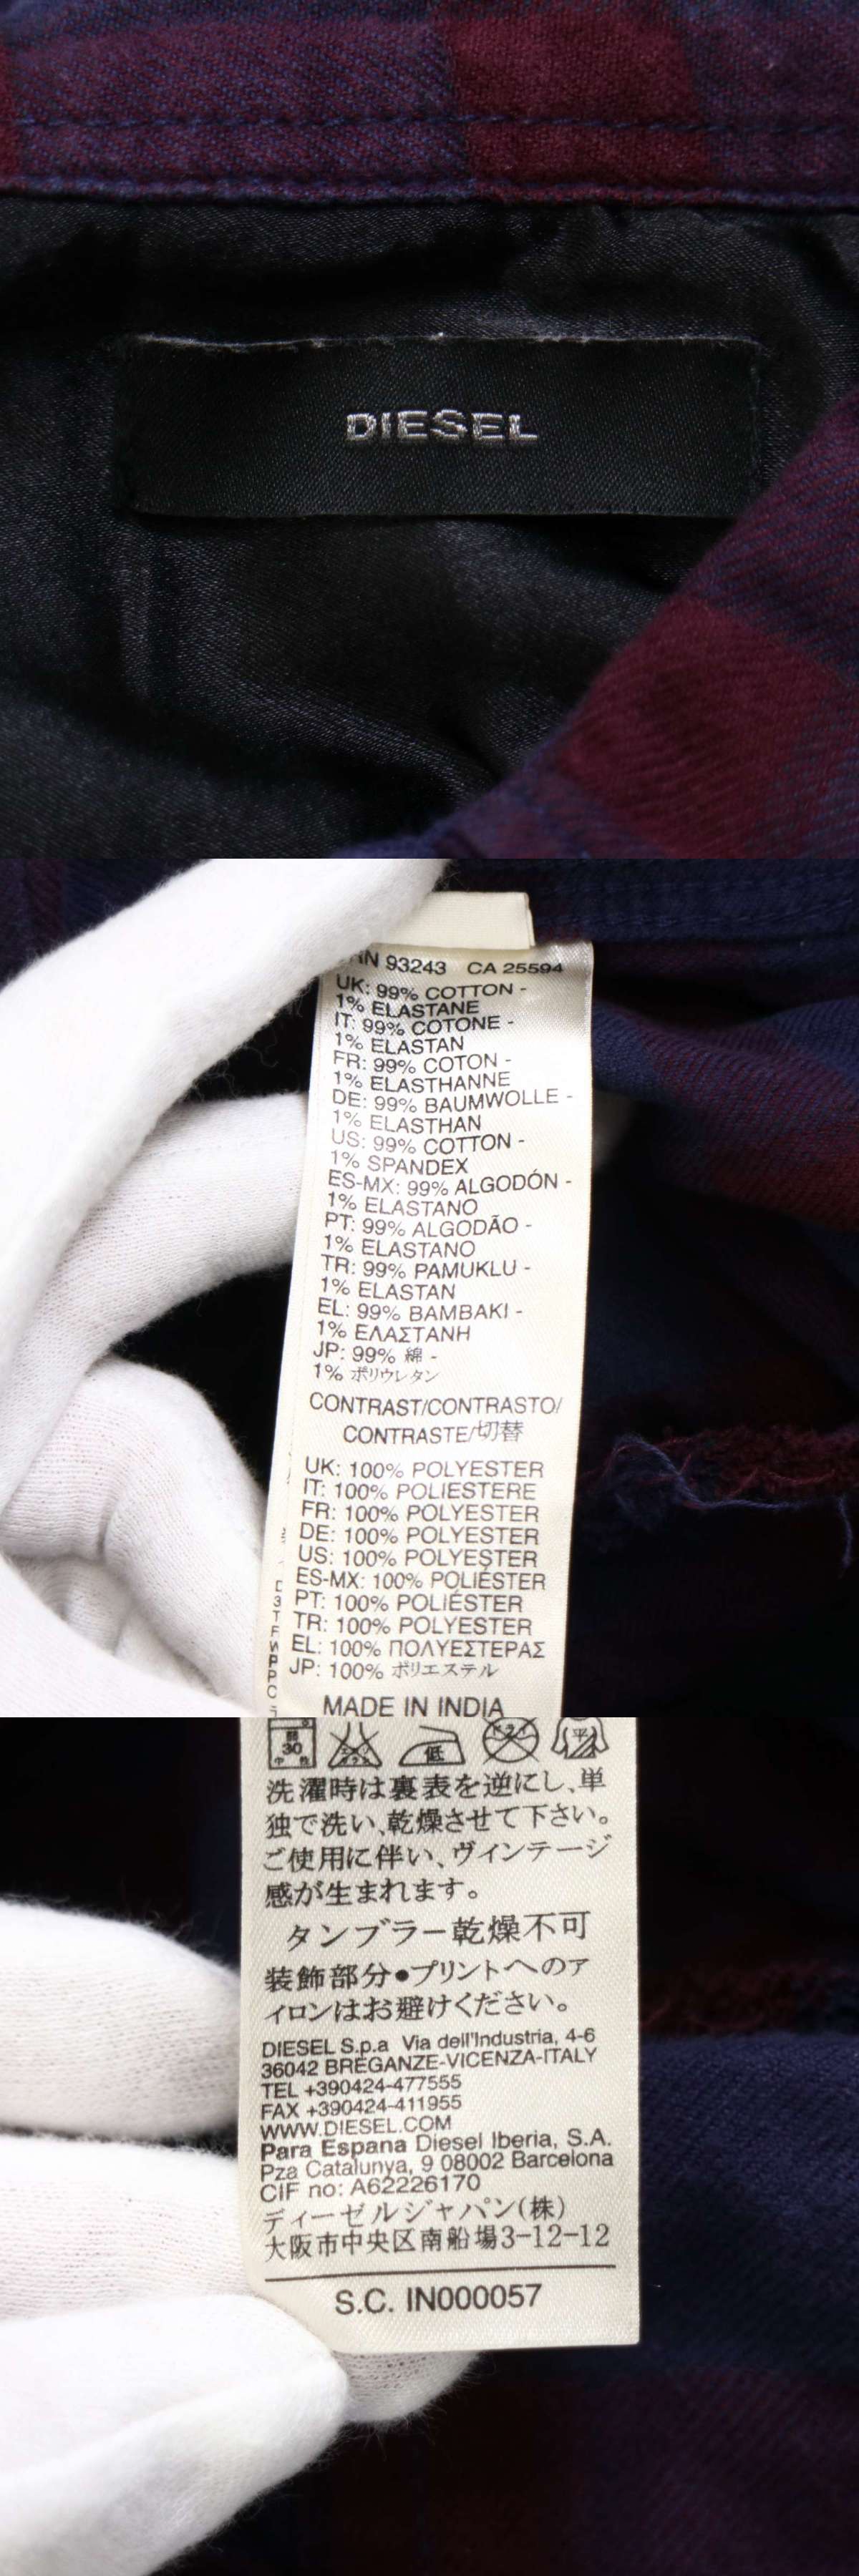 DIESEL
RN 93243 CA 25594
UK: 99% COTTON -
1% ELASTANE
IT: 99% COTONE -
1% ELASTAN
FR: 99% COTON -
1% ELASTHANNE
DE: 99% BAUMWOLLE -
1% ELASTHAN
US: 99% COTTON -
1% SPANDEX
ES-MX: 99% ALGODÓN -
1% ELASTANO
PT: 99% ALGODÃO -
1% ELASTANO
TR: 99% PAMUKLU -
1% ELASTAN
EL: 99% BAMBAKI -
1% ΕΛΑΣΤΑΝΗ
JP: 99% 綿 -
1% ポリウレタン
CONTRAST/CONTRASTO/
CONTRASTE/切替
UK: 100% POLYESTER
IT: 100% POLIESTERE
FR: 100% POLYESTER
DE: 100% POLYESTER
US: 100% POLYESTER
ES-MX: 100% POLIÉSTER
PT: 100% POLIÉSTER
TR: 100% POLYESTER
EL: 100% ΠΟΛΥΕΣΤΕΡΑΣ
JP: 100% ポリエステル
MADE IN INDIA
30 中性 低 平
洗濯時は裏表を逆にし、単
独で洗い、乾燥させて下さい。
ご使用に伴い、ヴィンテージ
感が生まれます。
タンブラー乾燥不可
装飾部分●プリントへのア
イロンはお避けください。
DIESEL S.p.a Via dell'Industria, 4-6
36042 BREGANZE-VICENZA-ITALY
TEL +390424-477555
FAX +390424-411955
WWW.DIESEL.COM
Para Espana Diesel Iberia, S.A.
Pza Catalunya, 9 08002 Barcelona
CIF no: A62226170
ディーゼルジャパン(株)
大阪市中央区南船場3-12-12
S.C. IN000057